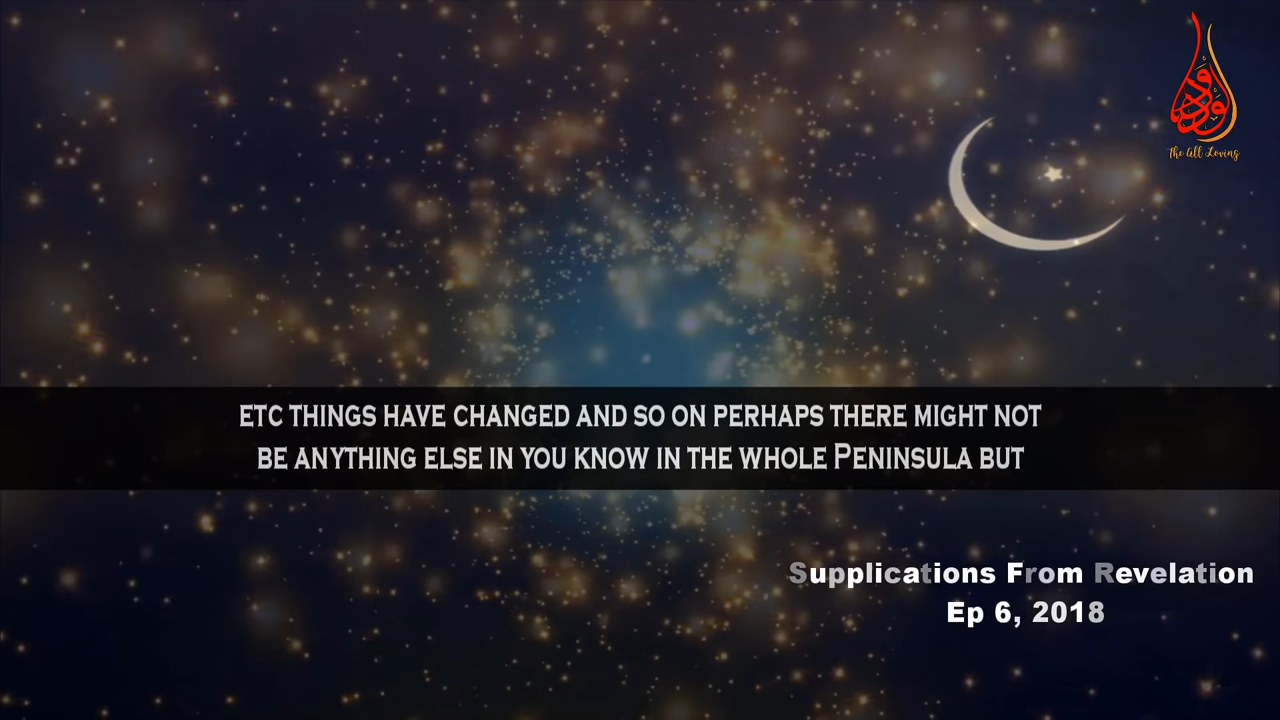 الودود
The All Loving
ETC THINGS HAVE CHANGED AND SO ON PERHAPS THERE MIGHT NOT
BE ANYTHING ELSE IN YOU KNOW IN THE WHOLE PENINSULA BUT
Supplications From Revelation
Ep 6, 2018